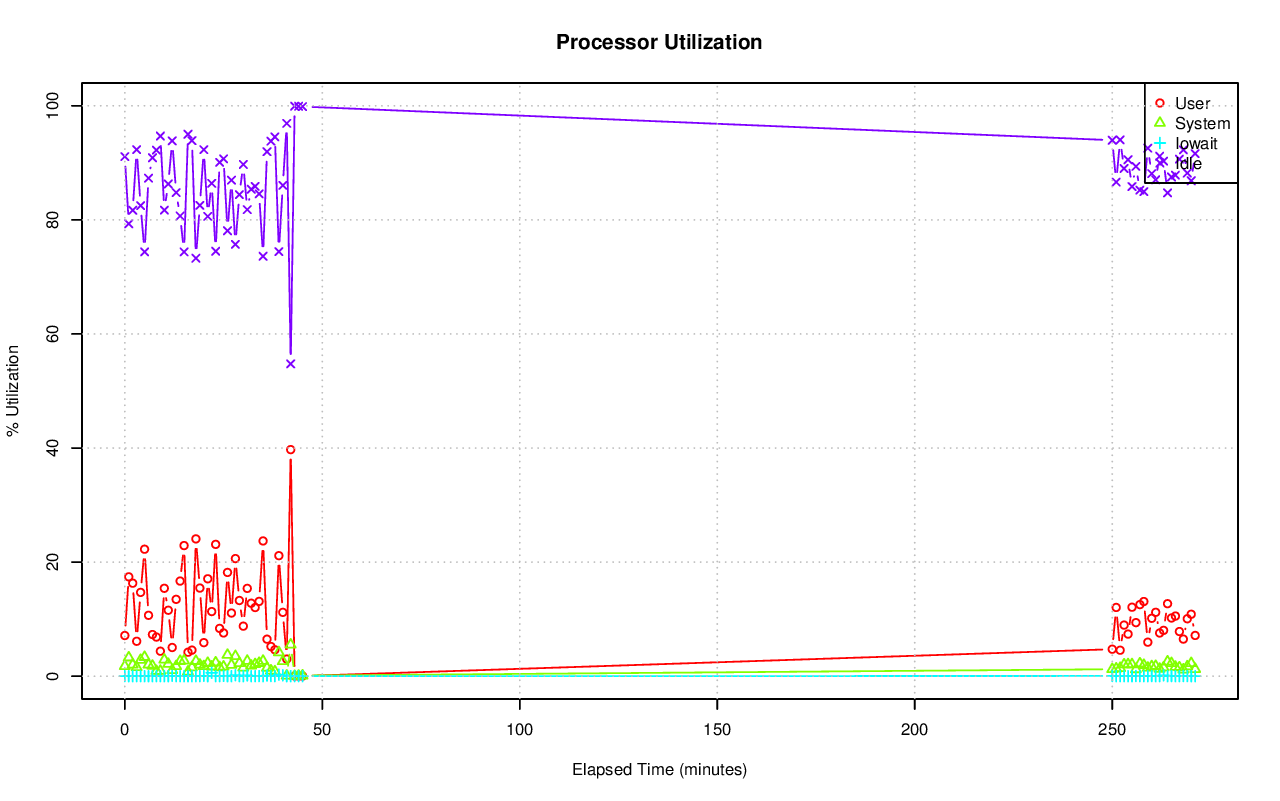 Processor Utilization
% Utilization
100
80
60
40
20
0
User
System
Iowait
Idle
0 50 100 150 200 250
Elapsed Time (minutes)